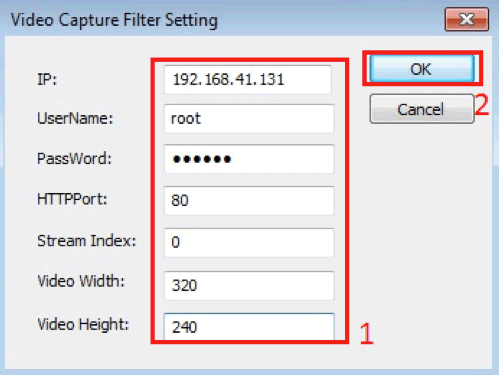 Video Capture Filter Setting
IP: 192.168.41.131
OK
UserName: root
Cancel
2
PassWord: ●●●●●●
HTTPPort: 80
Stream Index: 0
Video Width: 320
Video Height: 240
1